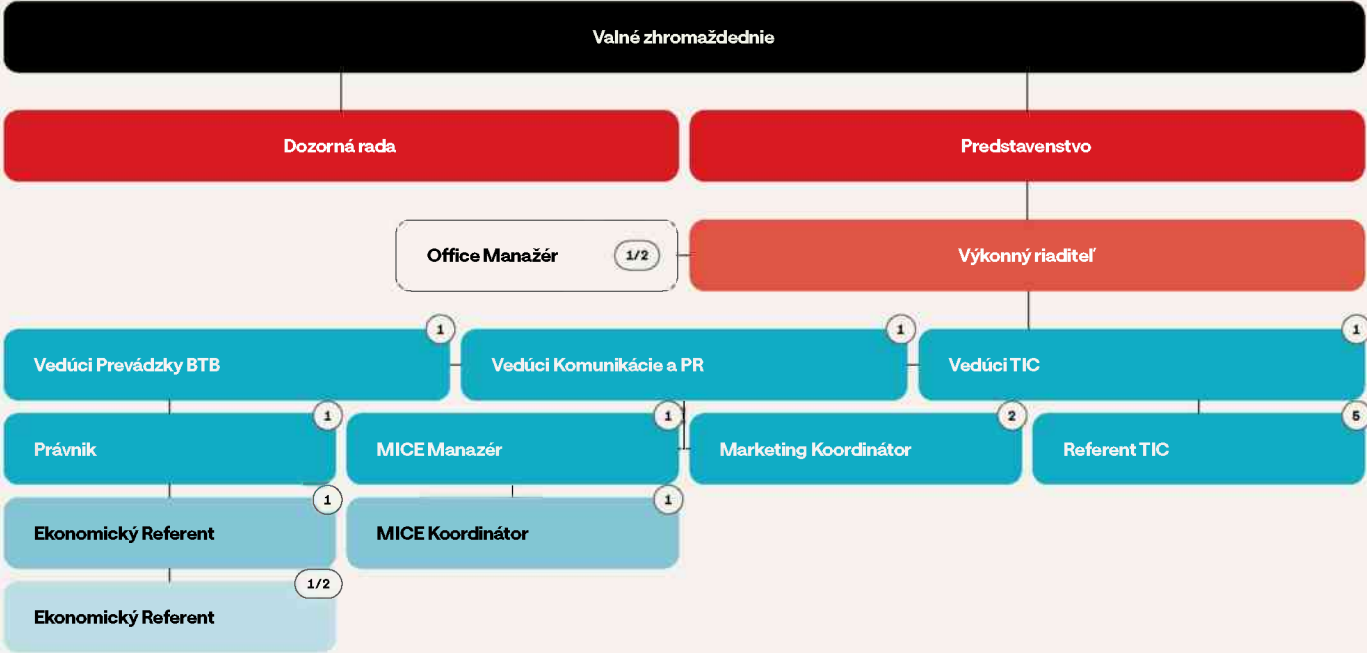 Valné zhromaždednie
Dozorná rada
Predstavenstvo
Office Manažér
1/2
Výkonný riaditeľ
1
1
1
Vedúci Prevádzky BTB
Vedúci Komunikácie a PR
Vedúci TIC
1
1
2
5
Právnik
MICE Manazér
Marketing Koordinátor
Referent TIC
1
1
Ekonomický Referent
MICE Koordinátor
1/2
Ekonomický Referent